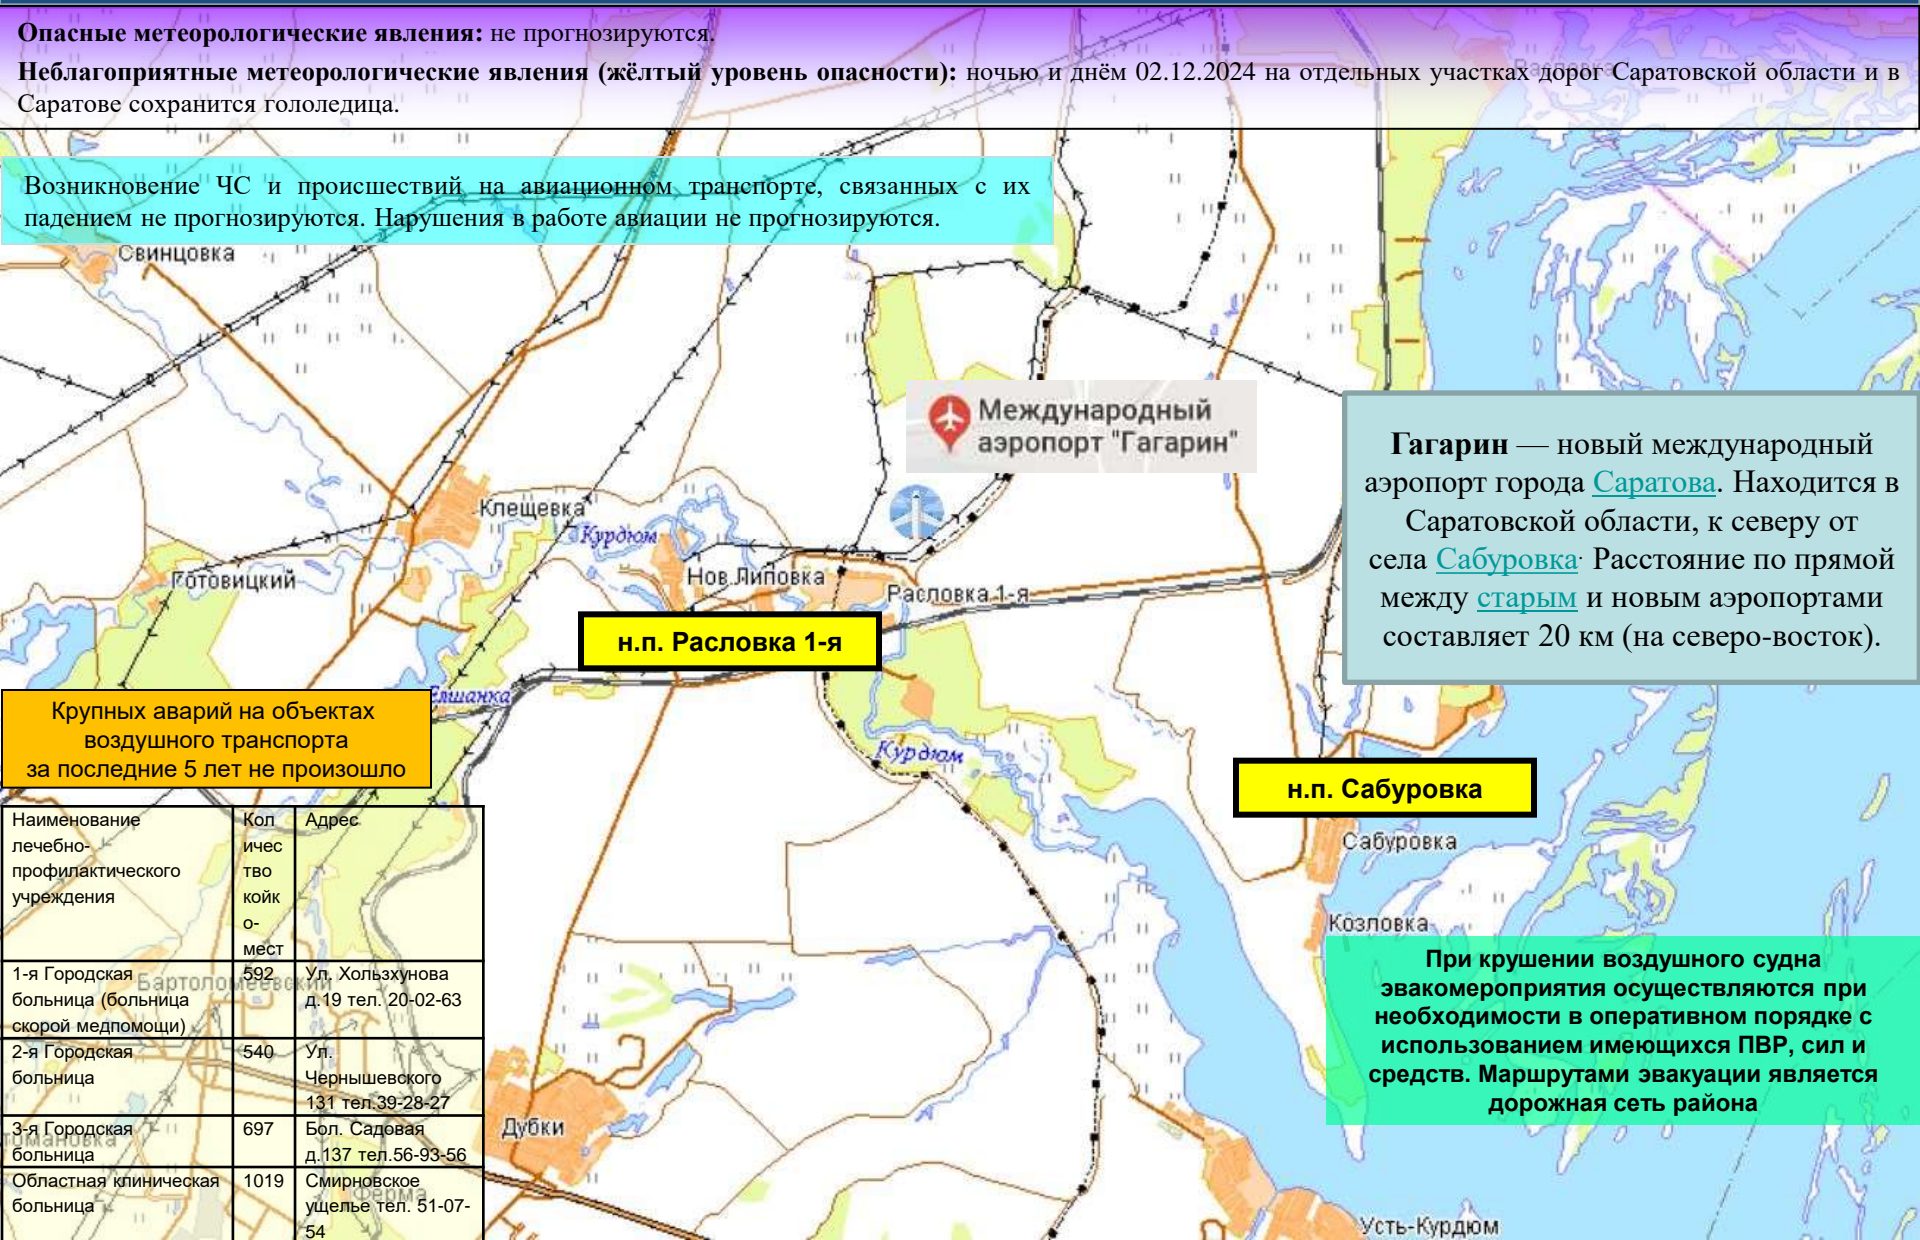 Опасные метеорологические явления: не прогнозируются.
Неблагоприятные метеорологические явления (жёлтый уровень опасности): ночью и днём 02.12.2024 на отдельных участках дорог Саратовской области и в
Саратове сохранится гололедица.
Возникновение ЧС и происшествий на авиационном транспорте, связанных с их
падением не прогнозируются. Нарушения в работе авиации не прогнозируются.
Свинцовка
Международный
аэропорт "Гагарин"
Гагарин — новый международный
аэропорт города Саратова. Находится в
Саратовской области, к северу от
села Сабуровка. Расстояние по прямой
между старым и новым аэропортами
составляет 20 км (на северо-восток).
Клещевка
Курдюм
Готовицкий
Нов.Липовка
Расловка 1-я
н.п. Расловка 1-я
Елшанка
Крупных аварий на объектах
воздушного транспорта
за последние 5 лет не произошло
Курдюм
н.п. Сабуровка
Сабуровка
Козловка
При крушении воздушного судна
эвакомероприятия осуществляются при
необходимости в оперативном порядке с
использованием имеющихся ПВР, сил и
средств. Маршрутами эвакуации является
дорожная сеть района
Наименование
лечебно-
профилактического
учреждения
Кол
ичес
тво
койк
о-
мест
Адрес
1-я Городская
больница (больница
скорой медпомощи)
592
Ул. Хользхунова
д.19 тел. 20-02-63
2-я Городская
больница
540
Ул.
Чернышевского
131 тел.39-28-27
3-я Городская
больница
697
Бол. Садовая
д.137 тел.56-93-56
Областная клиническая
больница
1019
Смирновское
ущелье тел. 51-07-
54
Бартоломеевский
Ферма
Дубки
Усть-Курдюм